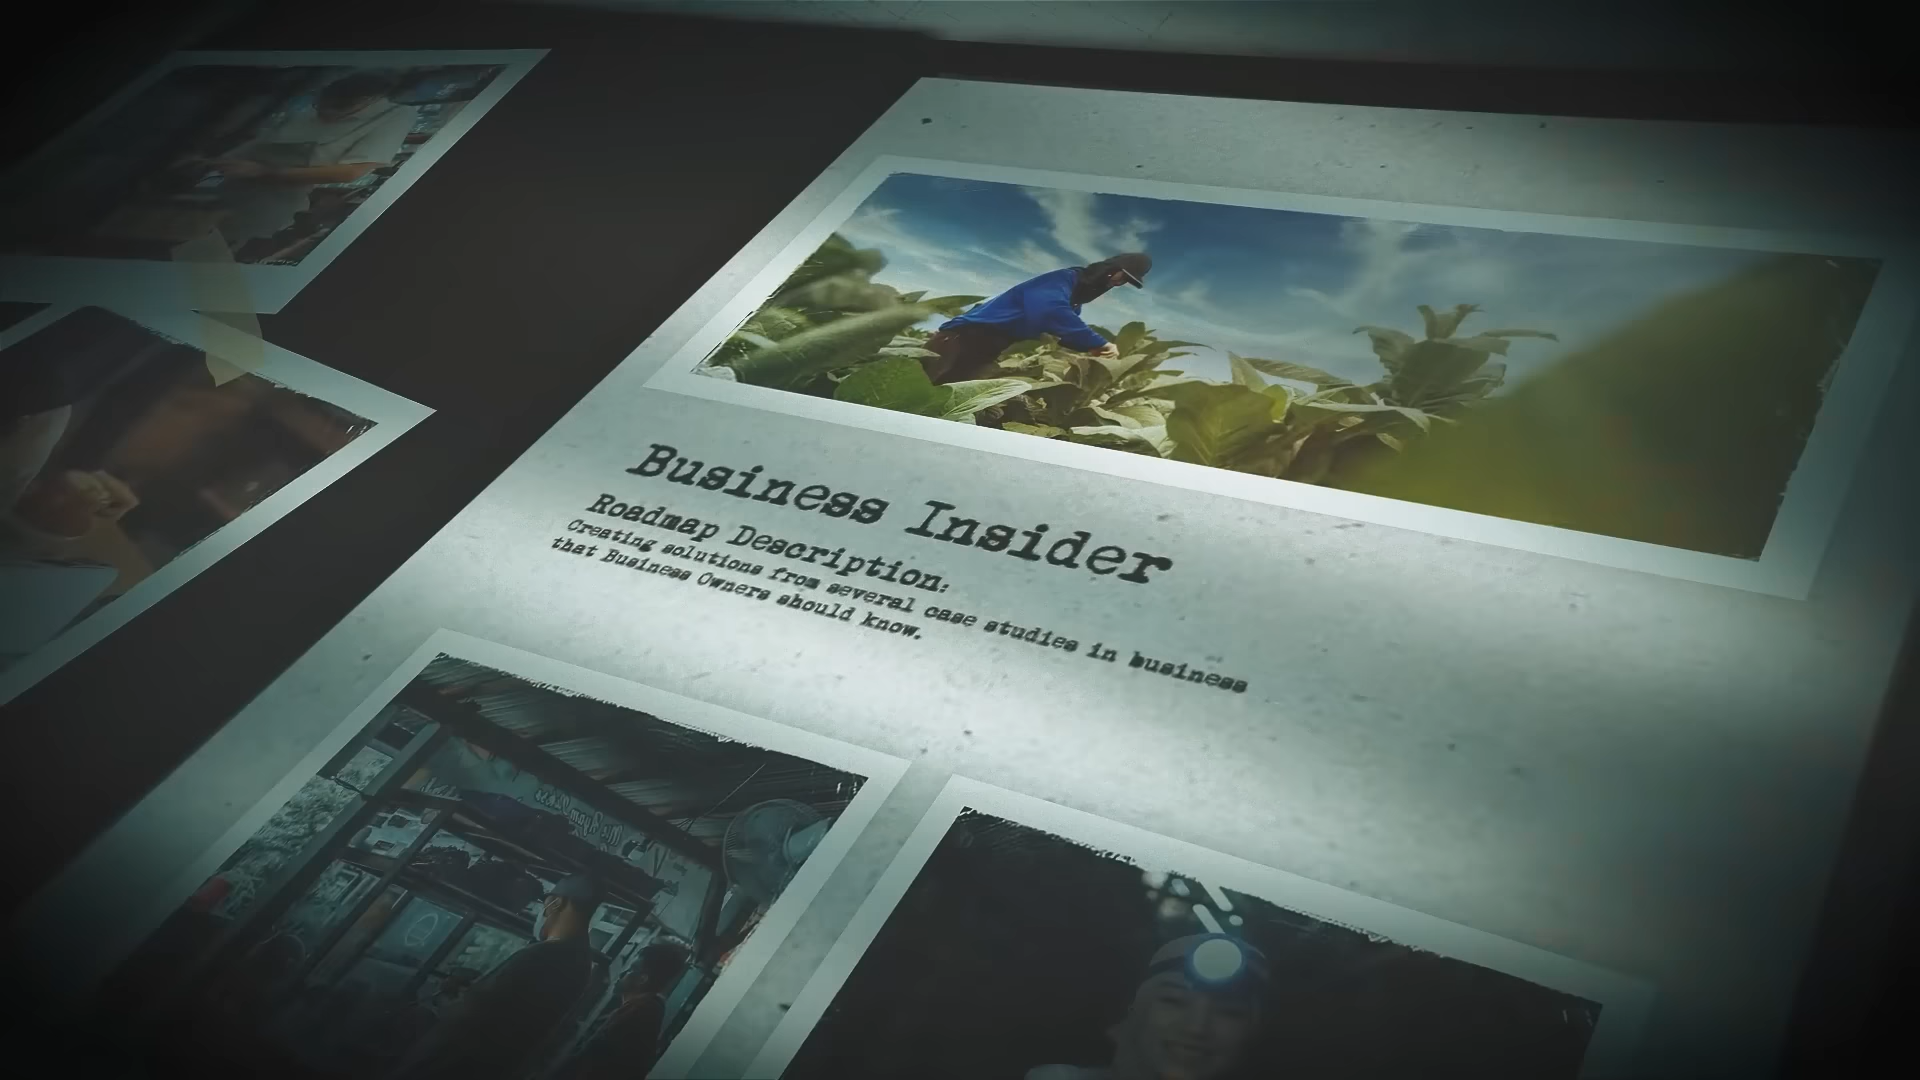 Business Insider
Roadmap Description:
Creating solutions from several case studies in business
that Business Owners should know.